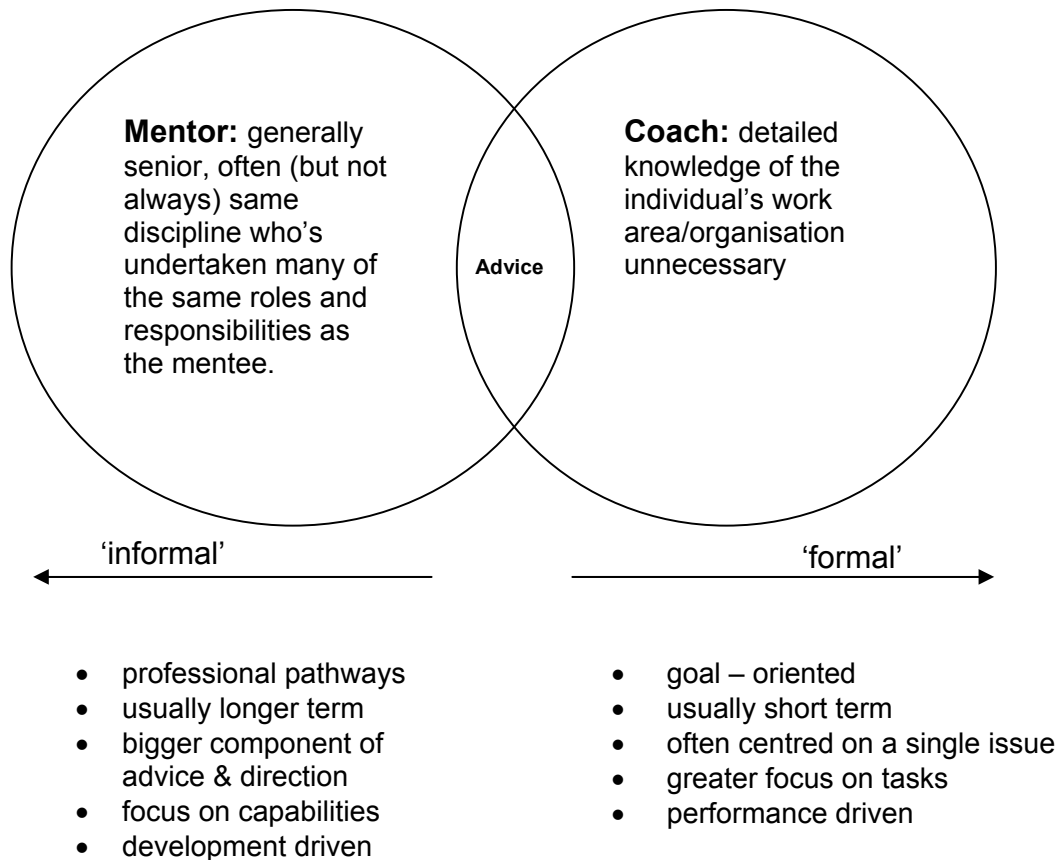 Mentor: generally
senior, often (but not
always) same
discipline who's
undertaken many of
the same roles and
responsibilities as
the mentee.
Advice
Coach: detailed
knowledge of the
individual's work
area/organisation
unnecessary
‘informal’
‘formal’
• professional pathways
• usually longer term
• bigger component of
advice & direction
• focus on capabilities
• development driven
• goal – oriented
• usually short term
• often centred on a single issue
• greater focus on tasks
• performance driven